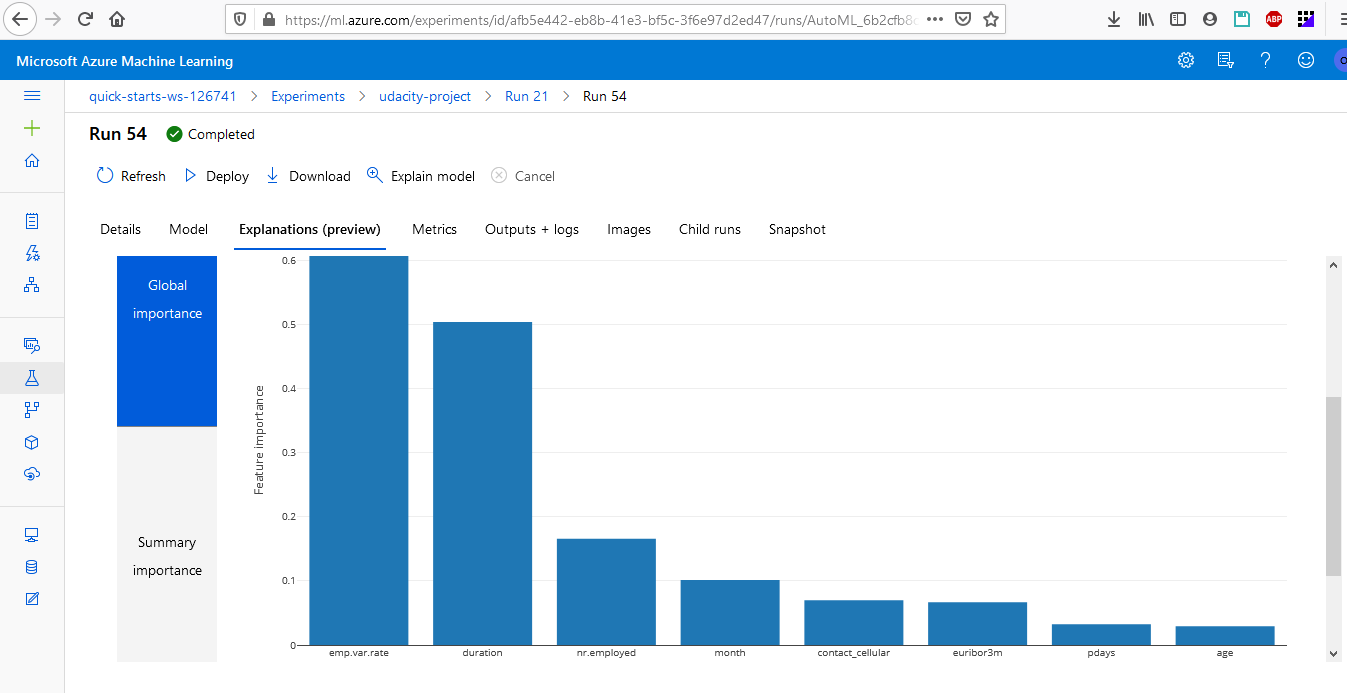 https://ml.azure.com/experiments/id/afb5e442-eb8b-41e3-bf5c-3f6e97d2ed47/runs/AutoML_6b2cfb8c
ABP
Microsoft Azure Machine Learning
quick-starts-ws-126741 > Experiments > udacity-project > Run 21 > Run 54
Run 54 Completed
Refresh Deploy Download Explain model Cancel
Details Model Explanations (preview) Metrics Outputs + logs Images Child runs Snapshot
Global
importance
Summary
importance
Feature importance
0.6
0.5
0.4
0.3
0.2
0.1
0
emp.var.rate duration nr.employed month contact_cellular euribor3m pdays age